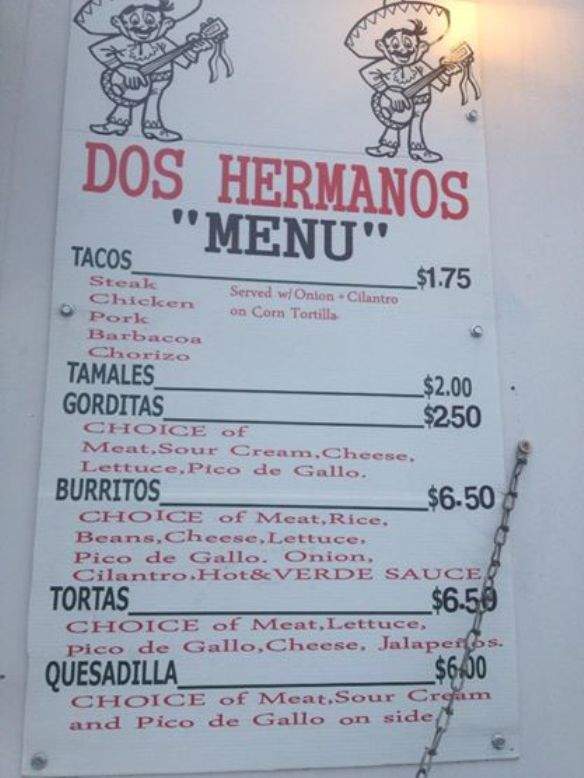 DOS HERMANOS
"MENU"
TACOS $1.75
Steak
Chicken
Pork
Barbacoa
Chorizo
Served w/Onion + Cilantro
on Corn Tortilla.
TAMALES $2.00
GORDITAS $2.50
CHOICE of
Meat,Sour Cream,Cheese,
Lettuce,Pico de Gallo.
BURRITOS $6.50
CHOICE of Meat,Rice,
Beans,Cheese,Lettuce,
Pico de Gallo. Onion,
Cilantro.Hot&VERDE SAUCE
TORTAS $6.50
CHOICE of Meat,Lettuce,
pico de Gallo,Cheese, Jalapeños.
QUESADILLA $6.00
CHOICE of Meat.Sour Cream
and Pico de Gallo on side